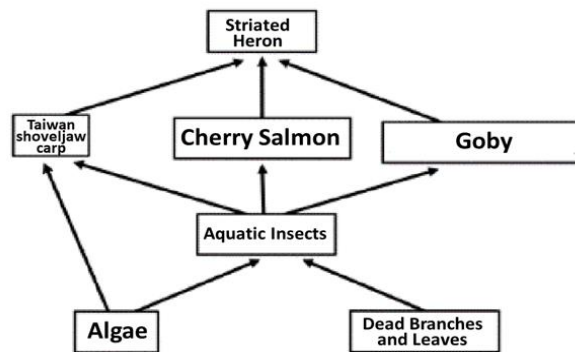 Striated
Heron
Taiwan
shoveljaw
carp
Cherry Salmon
Goby
Aquatic Insects
Algae
Dead Branches
and Leaves